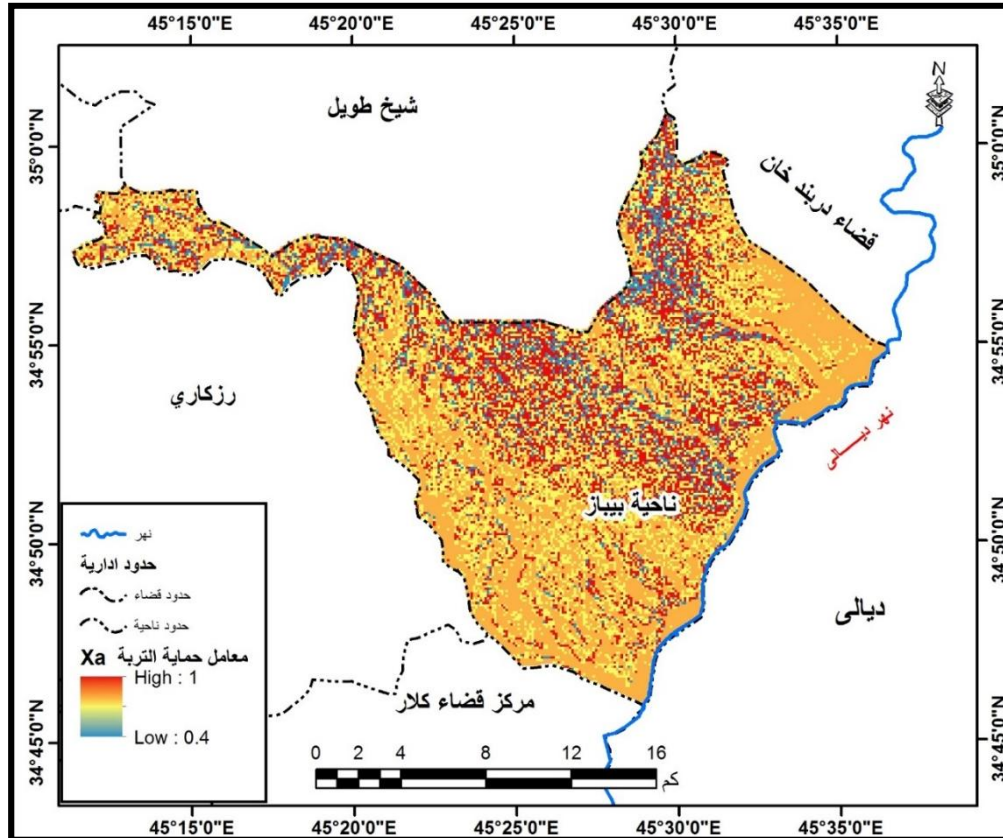 45°15'0"E 45°20'0"E 45°25'0"E 45°30'0"E 45°35'0"E
N
شيخ طويل
قضاء دربند خان
35°0'0"N 35°0'0"N
34°55'0"N 34°55'0"N
رزكاري
نهر ديـــالى
ناحية بيباز
34°50'0"N 34°50'0"N
ديالى
نهر
حدود ادارية
حدود قضاء
حدود ناحية
معامل حماية التربة Xa
High : 1
Low : 0.4
مركز قضاء كلار
34°45'0"N 34°45'0"N
0 2 4 8 12 16
كم
45°15'0"E 45°20'0"E 45°25'0"E 45°30'0"E 45°35'0"E